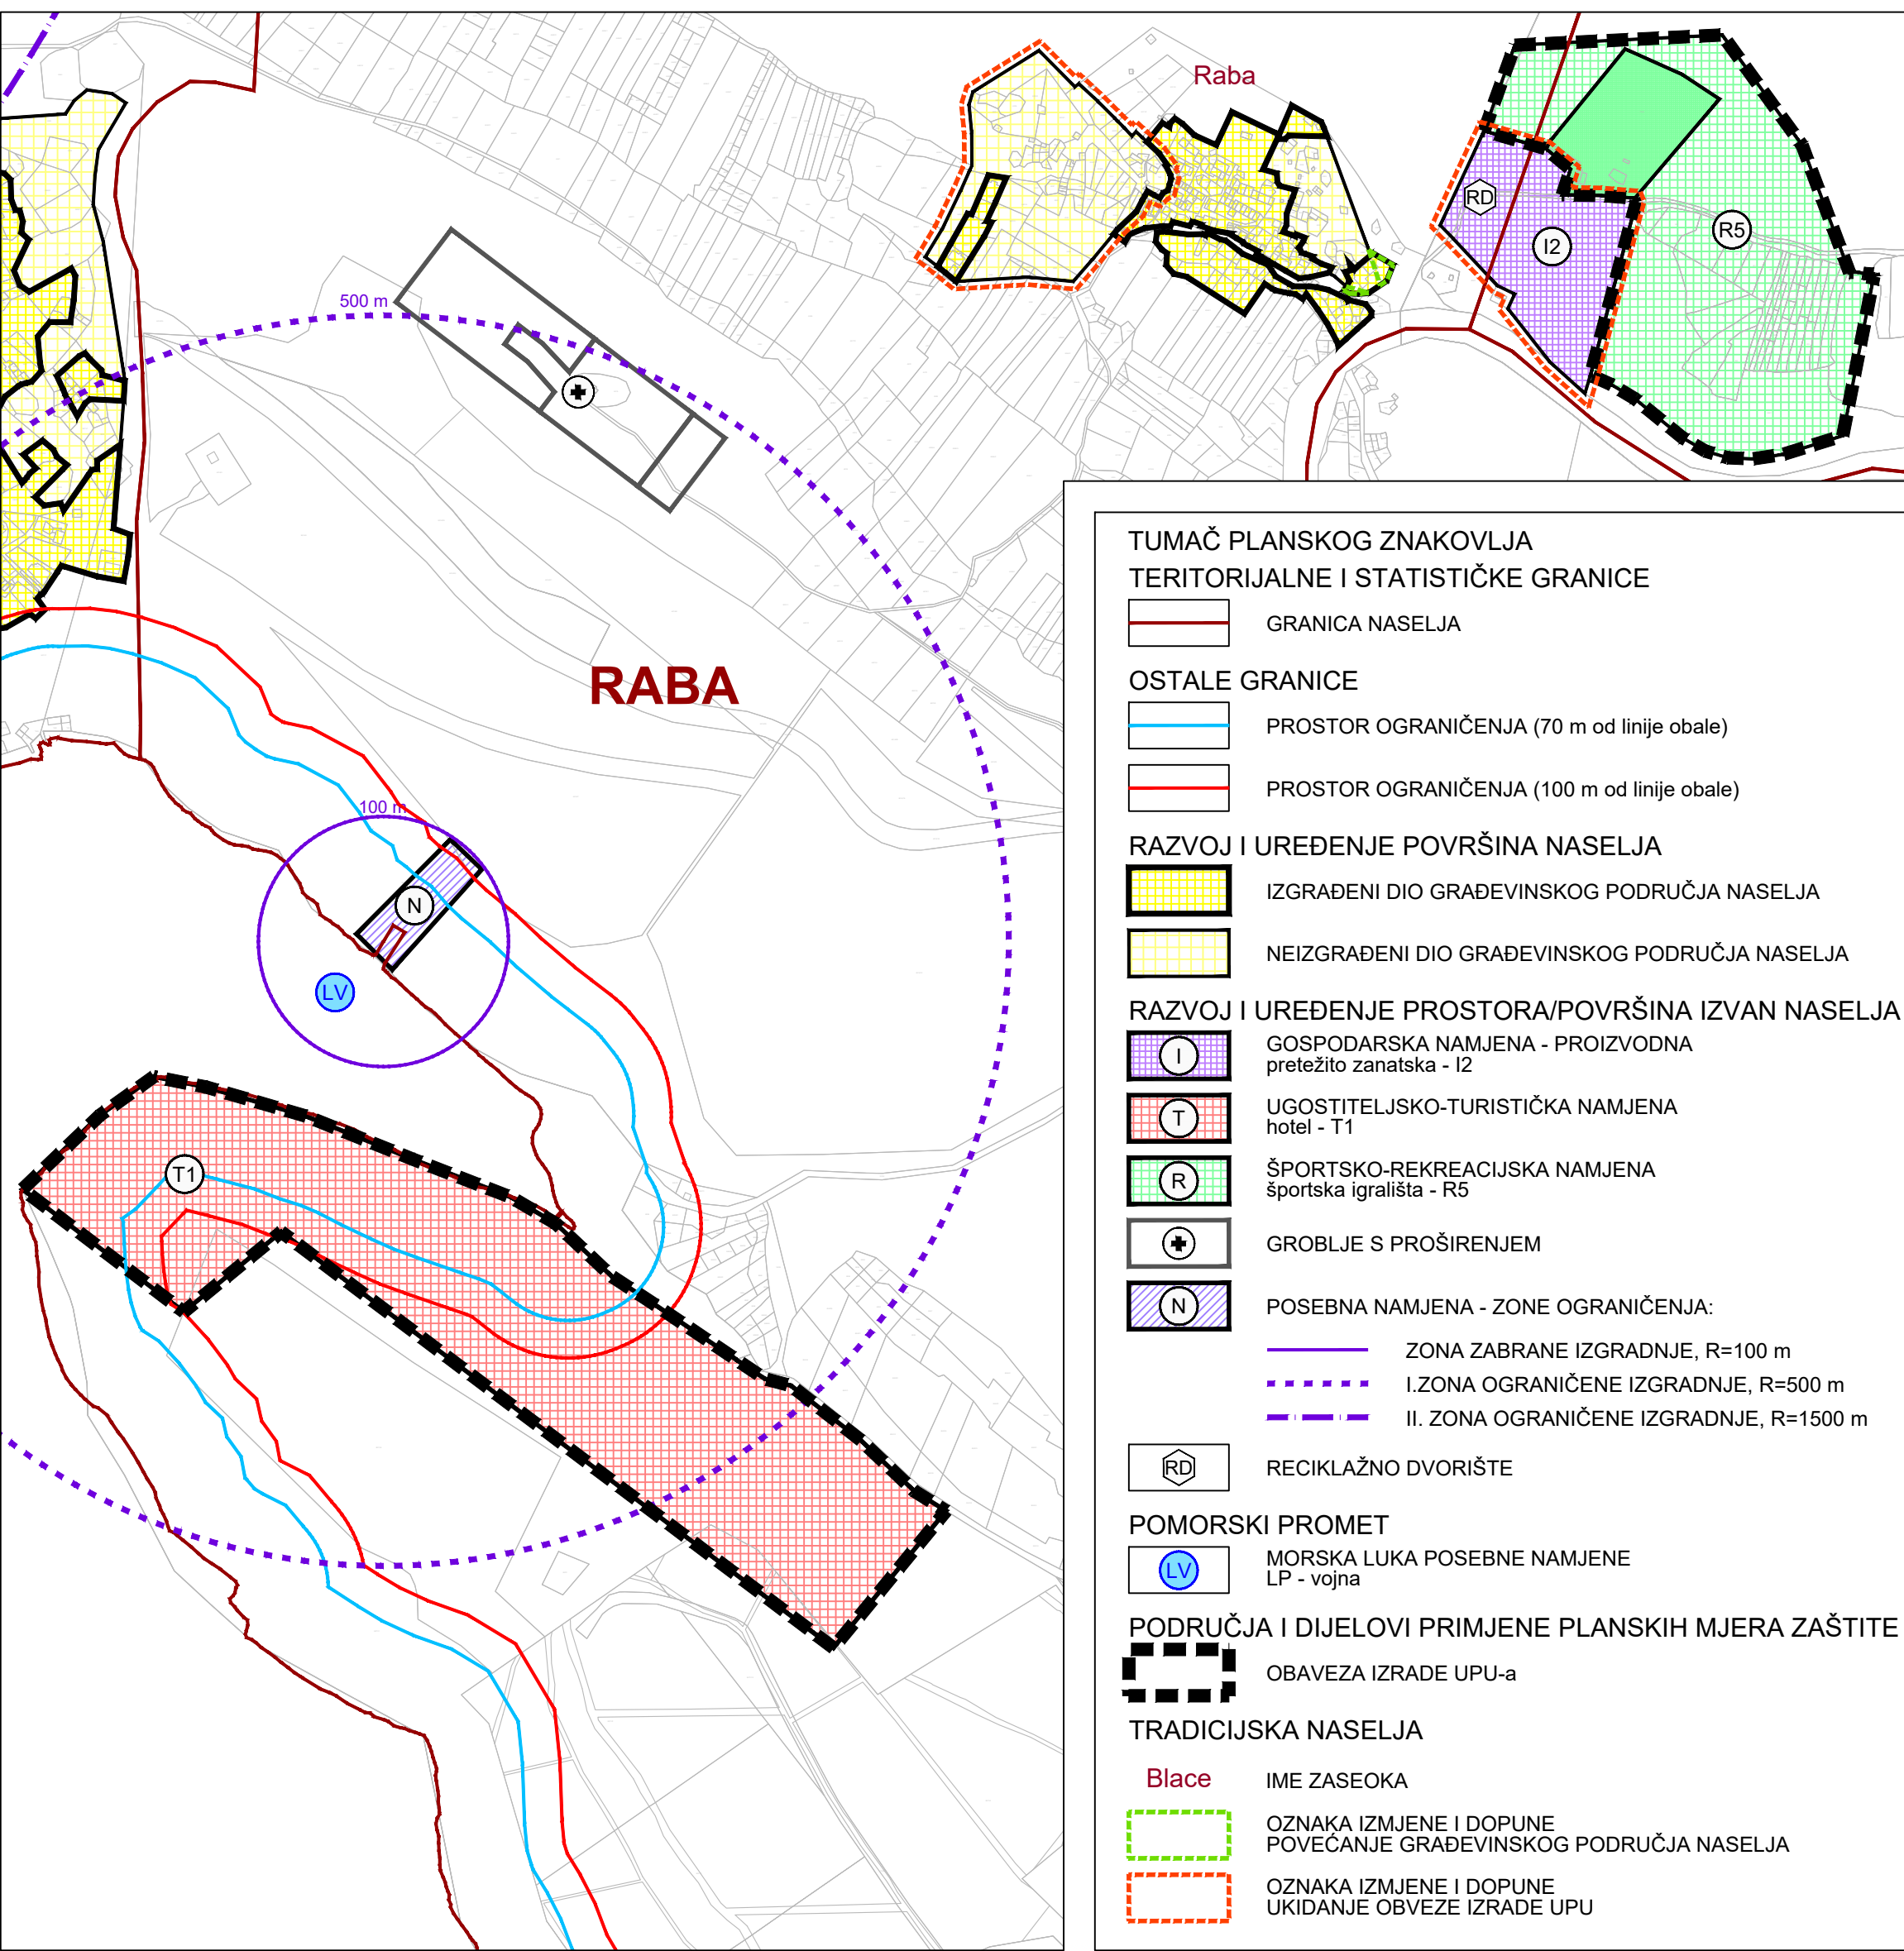 Raba
RD
I2
R5
500 m
RABA
100 m
N
LV
T1
TUMAČ PLANSKOG ZNAKOVLJA
TERITORIJALNE I STATISTIČKE GRANICE
GRANICA NASELJA
OSTALE GRANICE
PROSTOR OGRANIČENJA (70 m od linije obale)
PROSTOR OGRANIČENJA (100 m od linije obale)
RAZVOJ I UREĐENJE POVRŠINA NASELJA
IZGRAĐENI DIO GRAĐEVINSKOG PODRUČJA NASELJA
NEIZGRAĐENI DIO GRAĐEVINSKOG PODRUČJA NASELJA
RAZVOJ I UREĐENJE PROSTORA/POVRŠINA IZVAN NASELJA
I
GOSPODARSKA NAMJENA - PROIZVODNA
pretežito zanatska - I2
T
UGOSTITELJSKO-TURISTIČKA NAMJENA
hotel - T1
R
ŠPORTSKO-REKREACIJSKA NAMJENA
športska igrališta - R5
GROBLJE S PROŠIRENJEM
N
POSEBNA NAMJENA - ZONE OGRANIČENJA:
ZONA ZABRANE IZGRADNJE, R=100 m
I.ZONA OGRANIČENE IZGRADNJE, R=500 m
II. ZONA OGRANIČENE IZGRADNJE, R=1500 m
RD
RECIKLAŽNO DVORIŠTE
POMORSKI PROMET
LV
MORSKA LUKA POSEBNE NAMJENE
LP - vojna
PODRUČJA I DIJELOVI PRIMJENE PLANSKIH MJERA ZAŠTITE
OBAVEZA IZRADE UPU-a
TRADICIJSKA NASELJA
Blace
IME ZASEOKA
OZNAKA IZMJENE I DOPUNE
POVEĆANJE GRAĐEVINSKOG PODRUČJA NASELJA
OZNAKA IZMJENE I DOPUNE
UKIDANJE OBVEZE IZRADE UPU